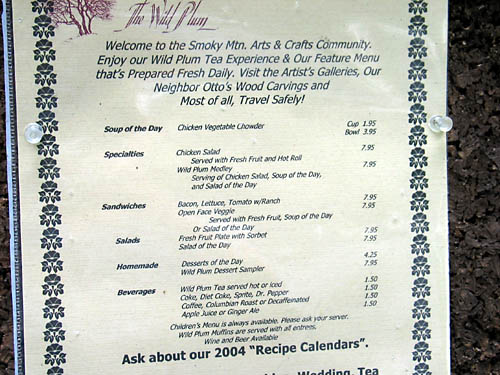 The Wild Plum
Welcome to the Smoky Mtn. Arts & Crafts Community.
Enjoy our Wild Plum Tea Experience & Our Feature Menu
that's Prepared Fresh Daily. Visit the Artist's Galleries, Our
Neighbor Otto's Wood Carvings and
Most of all, Travel Safely!
Soup of the Day Chicken Vegetable Chowder Cup 1.95
Bowl 3.95
Specialties Chicken Salad 7.95
Served with Fresh Fruit and Hot Roll
Wild Plum Medley 7.95
Serving of Chicken Salad, Soup of the Day,
and Salad of the Day
Sandwiches Bacon, Lettuce, Tomato w/Ranch 7.95
Open Face Veggie 7.95
Served with Fresh Fruit, Soup of the Day
Or Salad of the Day
Salads Fresh Fruit Plate with Sorbet 7.95
Salad of the Day 7.95
Homemade Desserts of the Day 4.25
Wild Plum Dessert Sampler 7.95
Beverages Wild Plum Tea served hot or iced 1.50
Coke, Diet Coke, Sprite, Dr. Pepper 1.50
Coffee, Columbian Roast or Decaffeinated 1.50
Apple Juice or Ginger Ale 1.50
Children's Menu is always available. Please ask your server.
Wild Plum Muffins are served with all entrees.
Wine and Beer Available
Ask about our 2004 "Recipe Calendars".
Wedding, Tea